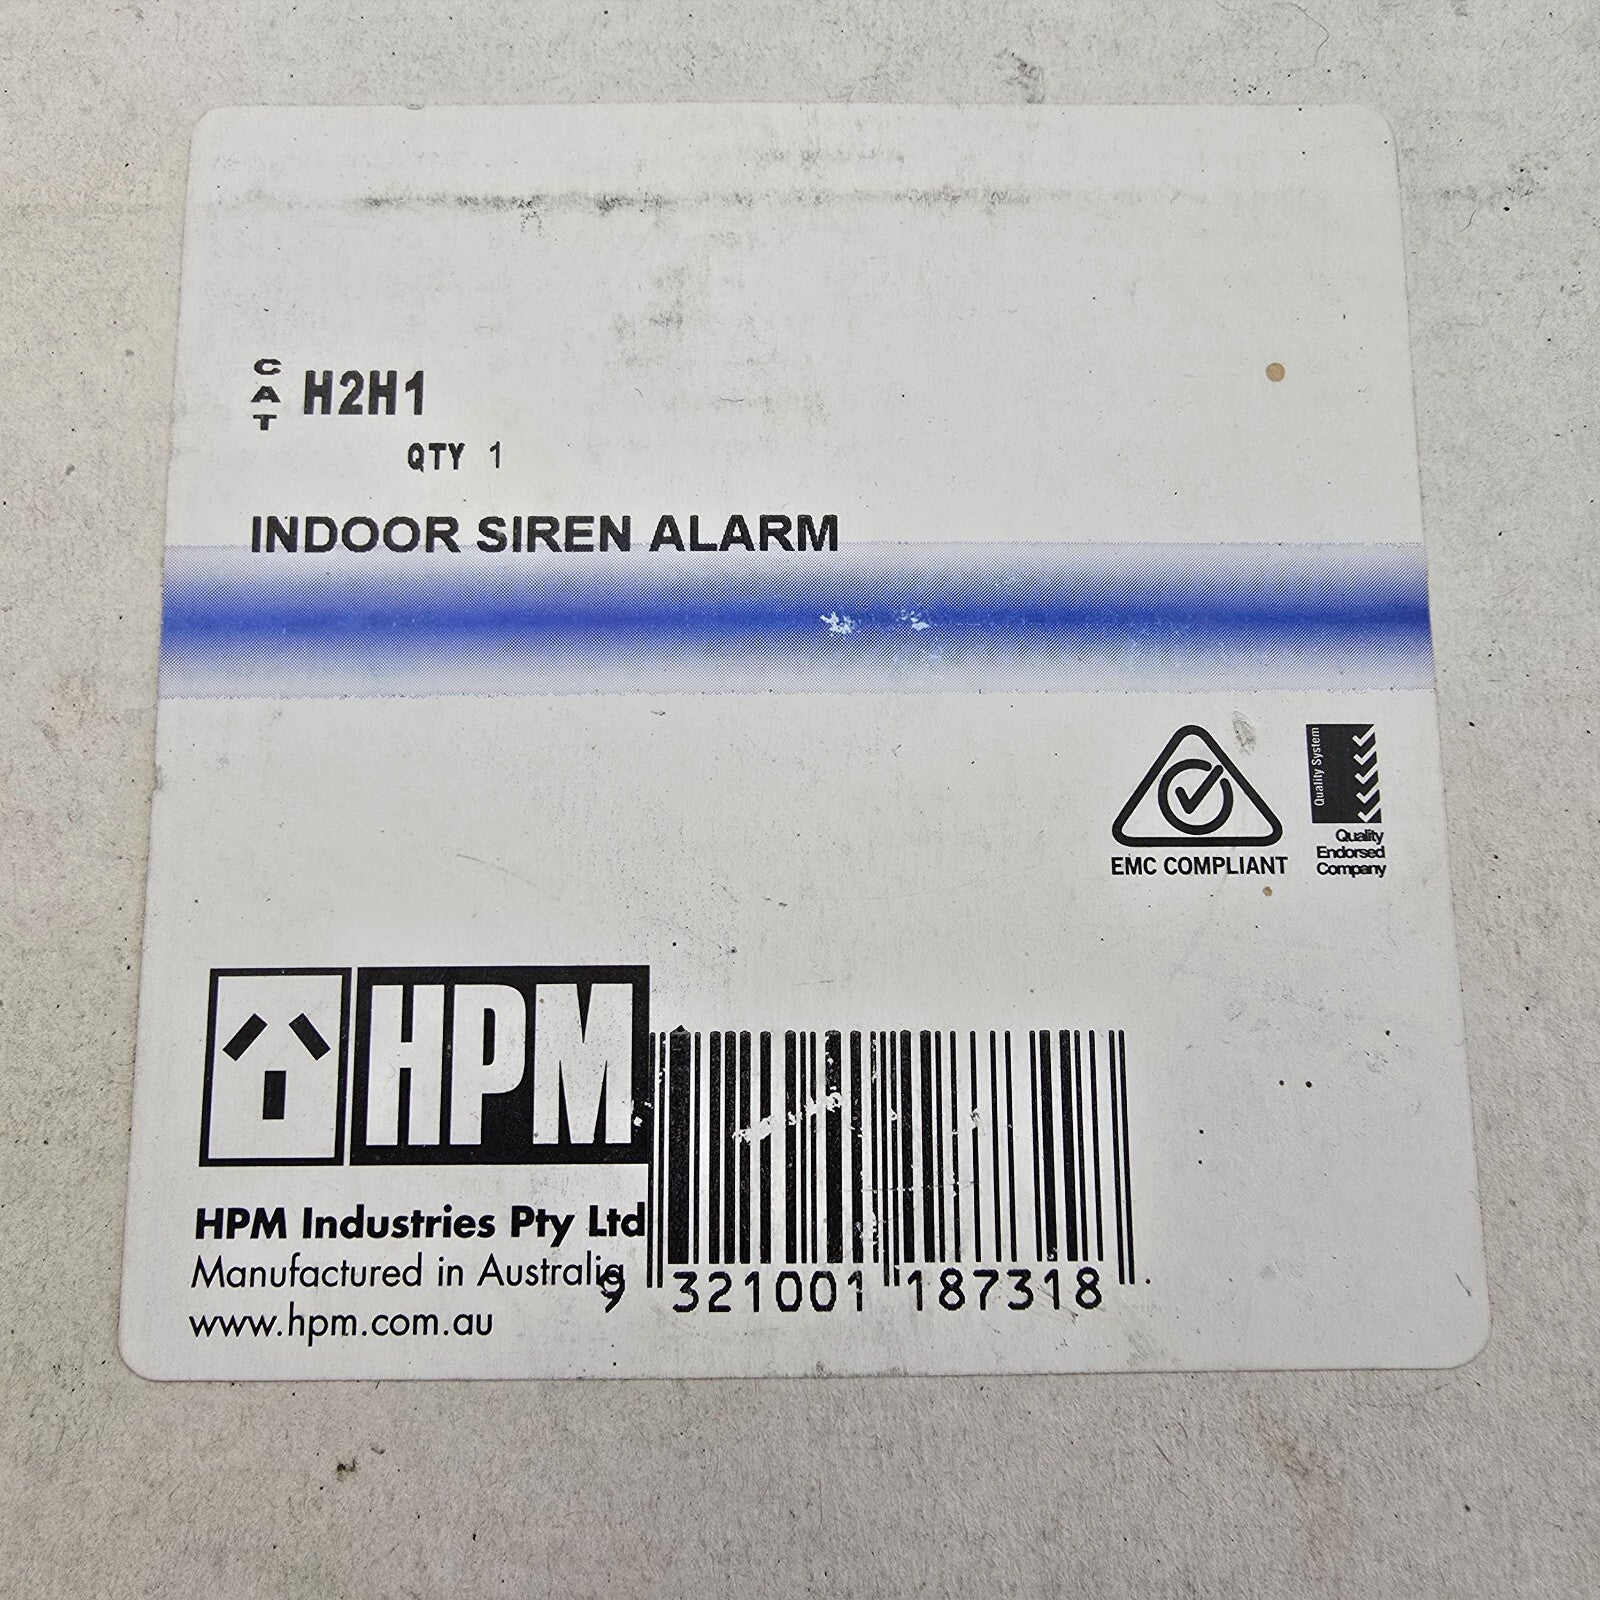 CAT H2H1
QTY 1
INDOOR SIREN ALARM
Quality System
EMC COMPLIANT
Quality
Endorsed
Company
HPM
HPM Industries Pty Ltd
Manufactured in Australia
www.hpm.com.au
9 321001 187318